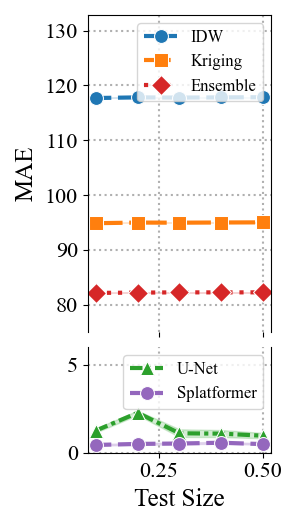 130
120
110
100
90
80
MAE
IDW
Kriging
Ensemble
5
0
U-Net
Splatformer
0.25
0.50
Test Size